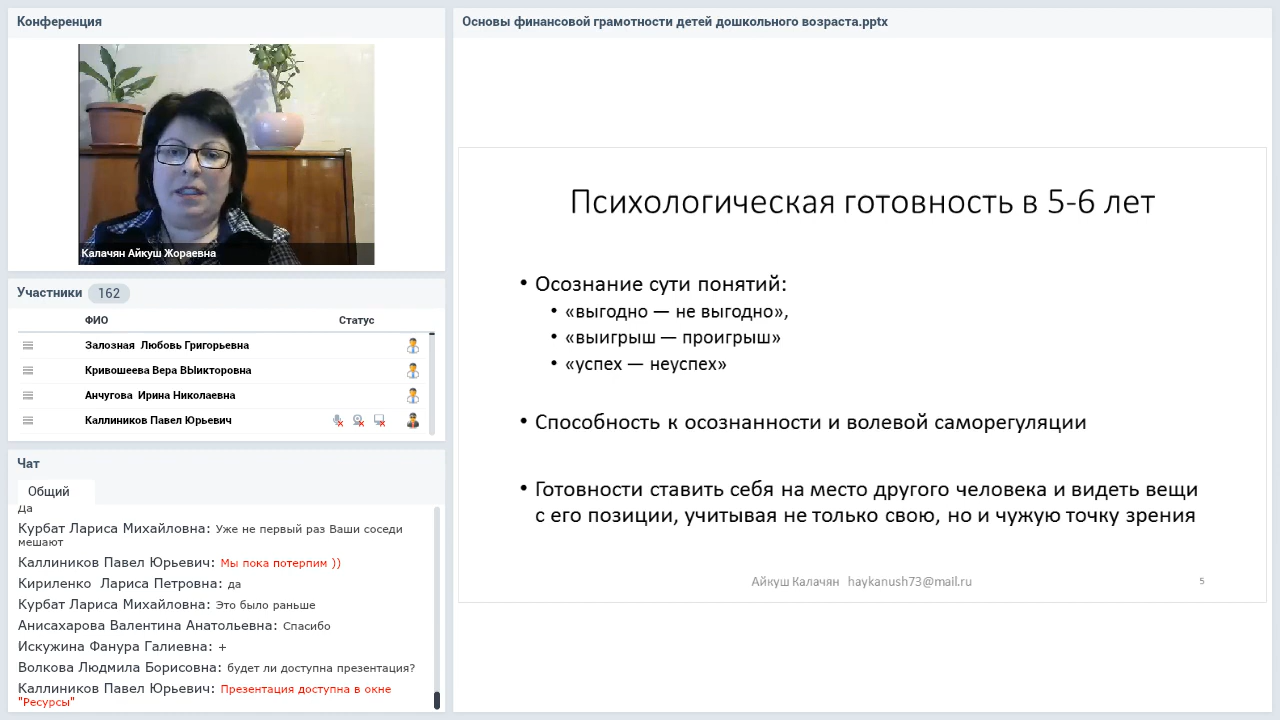 Конференция
Калачян Айкуш Жораевна
Участники 162
ФИО Статус
Залозная Любовь Григорьевна
Кривошеева Вера ВЫикторовна
Анчугова Ирина Николаевна
Каллиников Павел Юрьевич
Чат
Общий
Да
Курбат Лариса Михайловна: Уже не первый раз Ваши соседи
мешают
Каллиников Павел Юрьевич: Мы пока потерпим ))
Кириленко Лариса Петровна: да
Курбат Лариса Михайловна: Это было раньше
Анисахарова Валентина Анатольевна: Спасибо
Искужина Фанура Галиевна: +
Волкова Людмила Борисовна: будет ли доступна презентация?
Каллиников Павел Юрьевич: Презентация доступна в окне
"Ресурсы"
Основы финансовой грамотности детей дошкольного возраста.pptx
Психологическая готовность в 5-6 лет
• Осознание сути понятий:
• «выгодно — не выгодно»,
• «выигрыш — проигрыш»
• «успех — неуспех»
• Способность к осознанности и волевой саморегуляции
• Готовности ставить себя на место другого человека и видеть вещи
с его позиции, учитывая не только свою, но и чужую точку зрения
Айкуш Калачян haykanush73@mail.ru 5